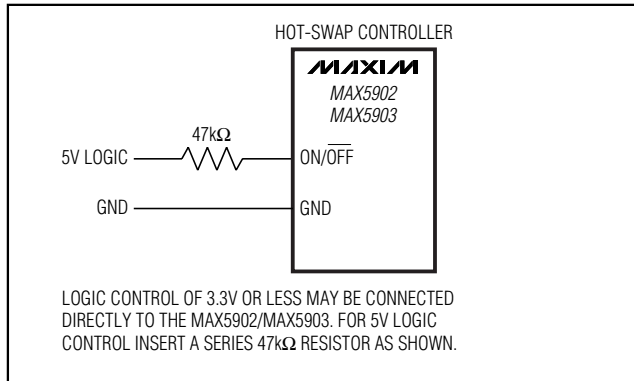 HOT-SWAP CONTROLLER
MAXIM
MAX5902
MAX5903
47kΩ
5V LOGIC
ON/O̅F̅F̅
GND
GND
LOGIC CONTROL OF 3.3V OR LESS MAY BE CONNECTED
DIRECTLY TO THE MAX5902/MAX5903. FOR 5V LOGIC
CONTROL INSERT A SERIES 47kΩ RESISTOR AS SHOWN.